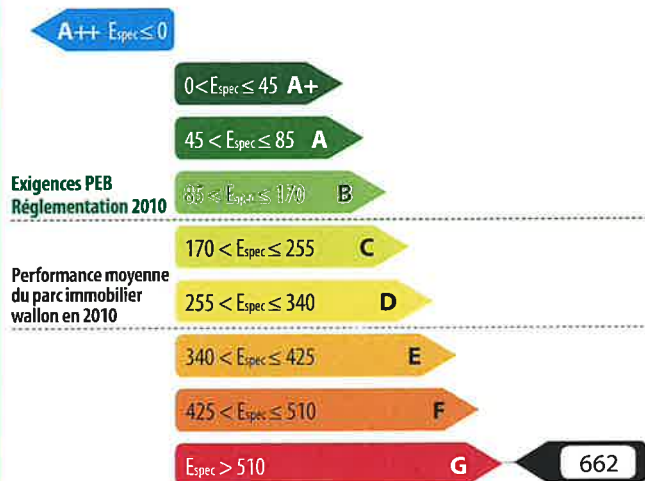 A++ Espec ≤ 0
0 < Espec ≤ 45 A+
45 < Espec ≤ 85 A
Exigences PEB
Réglementation 2010
85 < Espec ≤ 170 B
170 < Espec ≤ 255 C
Performance moyenne
du parc immobilier
wallon en 2010
255 < Espec ≤ 340 D
340 < Espec ≤ 425 E
425 < Espec ≤ 510 F
Espec > 510 G
662